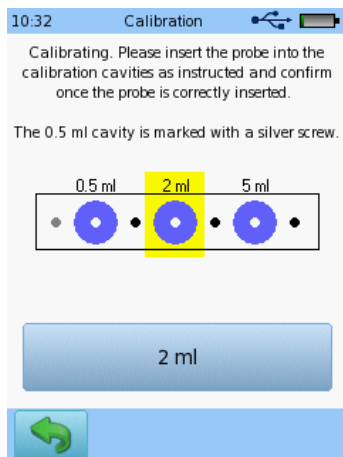 10:32 Calibration
Calibrating. Please insert the probe into the
calibration cavities as instructed and confirm
once the probe is correctly inserted.
The 0.5 ml cavity is marked with a silver screw.
0.5 ml 2 ml 5 ml
2 ml